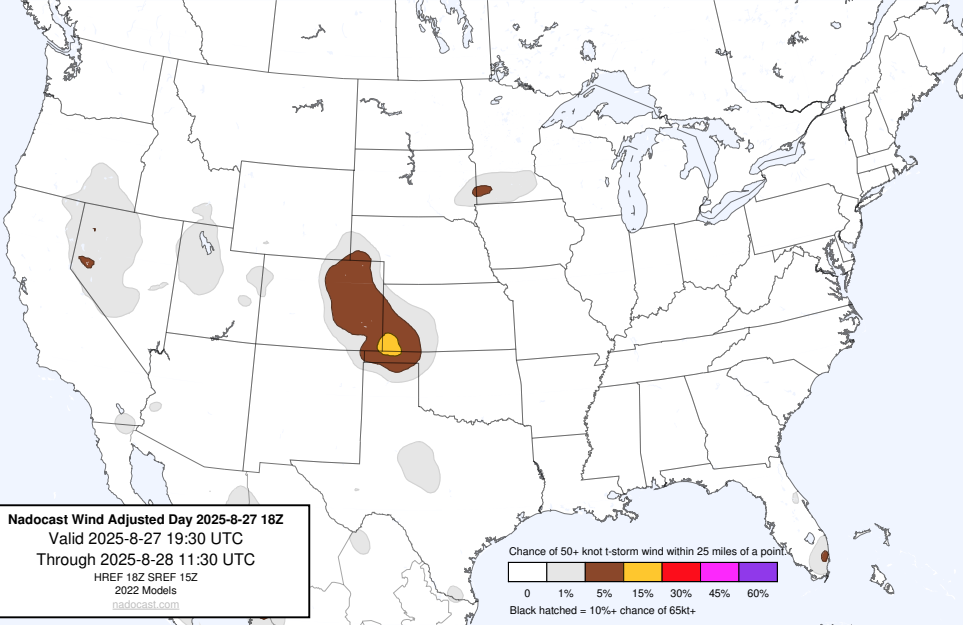 Nadocast Wind Adjusted Day 2025-8-27 18Z
Valid 2025-8-27 19:30 UTC
Through 2025-8-28 11:30 UTC
HREF 18Z SREF 15Z
2022 Models
nadocast.com
Chance of 50+ knot t-storm wind within 25 miles of a point.
0 1% 5% 15% 30% 45% 60%
Black hatched = 10%+ chance of 65kt+